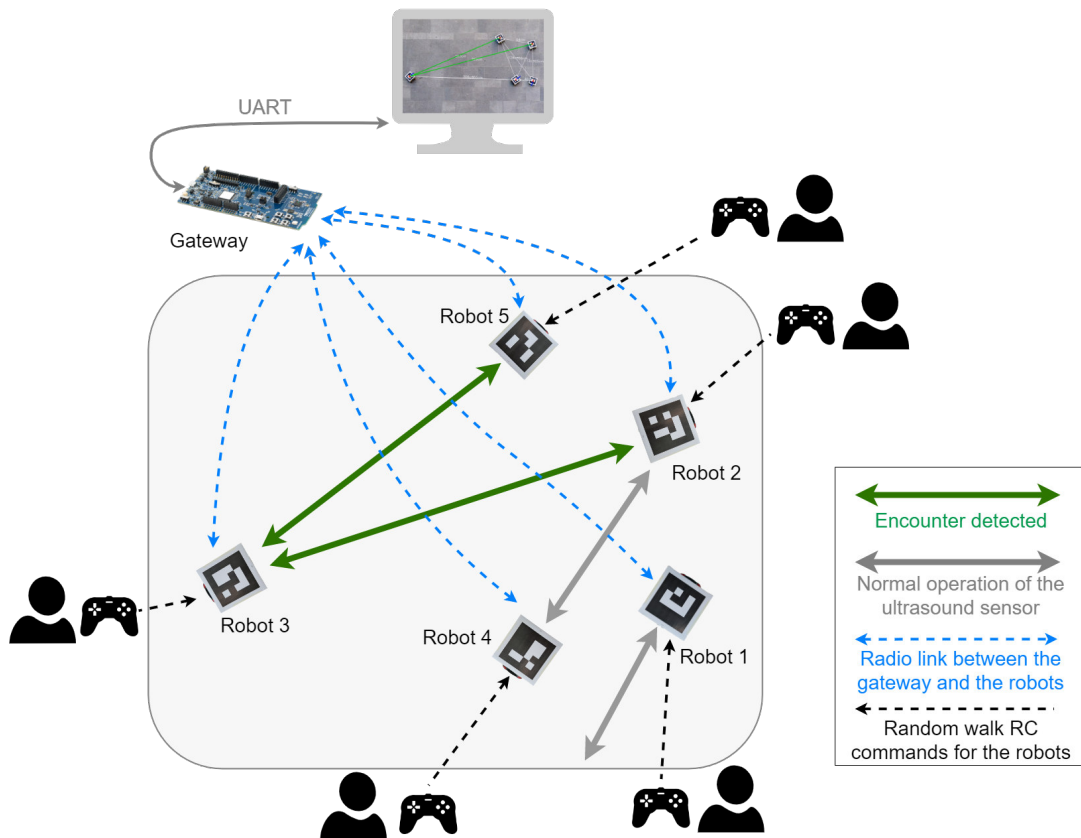 UART
Gateway
Robot 5
Robot 2
Robot 3
Robot 4
Robot 1
Encounter detected
Normal operation of the
ultrasound sensor
Radio link between the
gateway and the robots
Random walk RC
commands for the robots